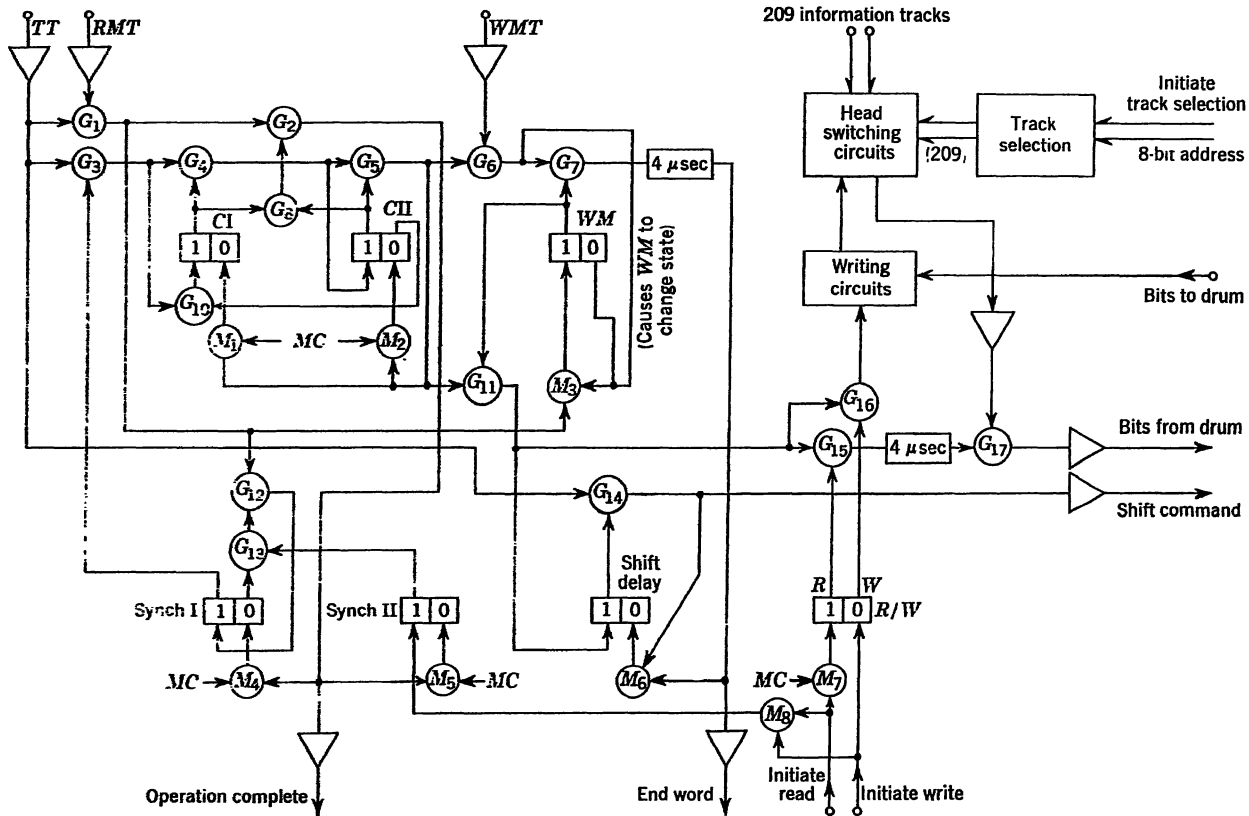 TT
RMT
WMT
209 information tracks
Initiate
track selection
8-bit address
Head
switching
circuits
Track
selection
209
G1
G2
G3
G4
G5
G6
G7
4 μsec
G8
CI
CII
WM
1 0
1 0
1 0
(Causes WM to
change state)
Writing
circuits
Bits to drum
G10
M1
MC
M2
G11
M3
G16
G15
4 μsec
G17
Bits from drum
G12
G14
Shift command
G13
Shift
delay
R
W
Synch I
1 0
Synch II
1 0
1 0
1 0
R/W
MC
M4
M5
MC
M6
MC
M7
M8
Operation complete
End word
Initiate
read
Initiate write